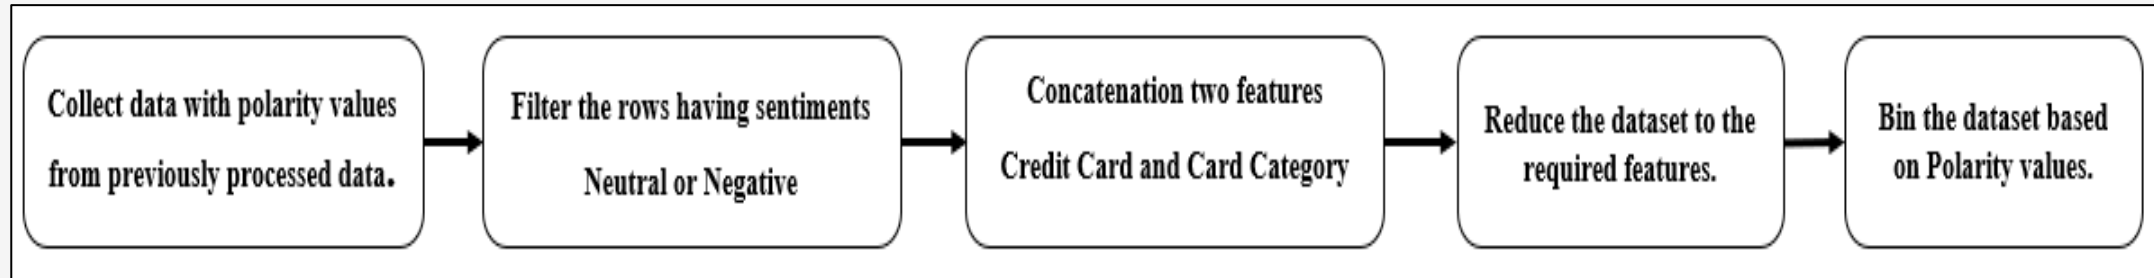 Collect data with polarity values
from previously processed data.
Filter the rows having sentiments
Neutral or Negative
Concatenation two features
Credit Card and Card Category
Reduce the dataset to the
required features.
Bin the dataset based
on Polarity values.